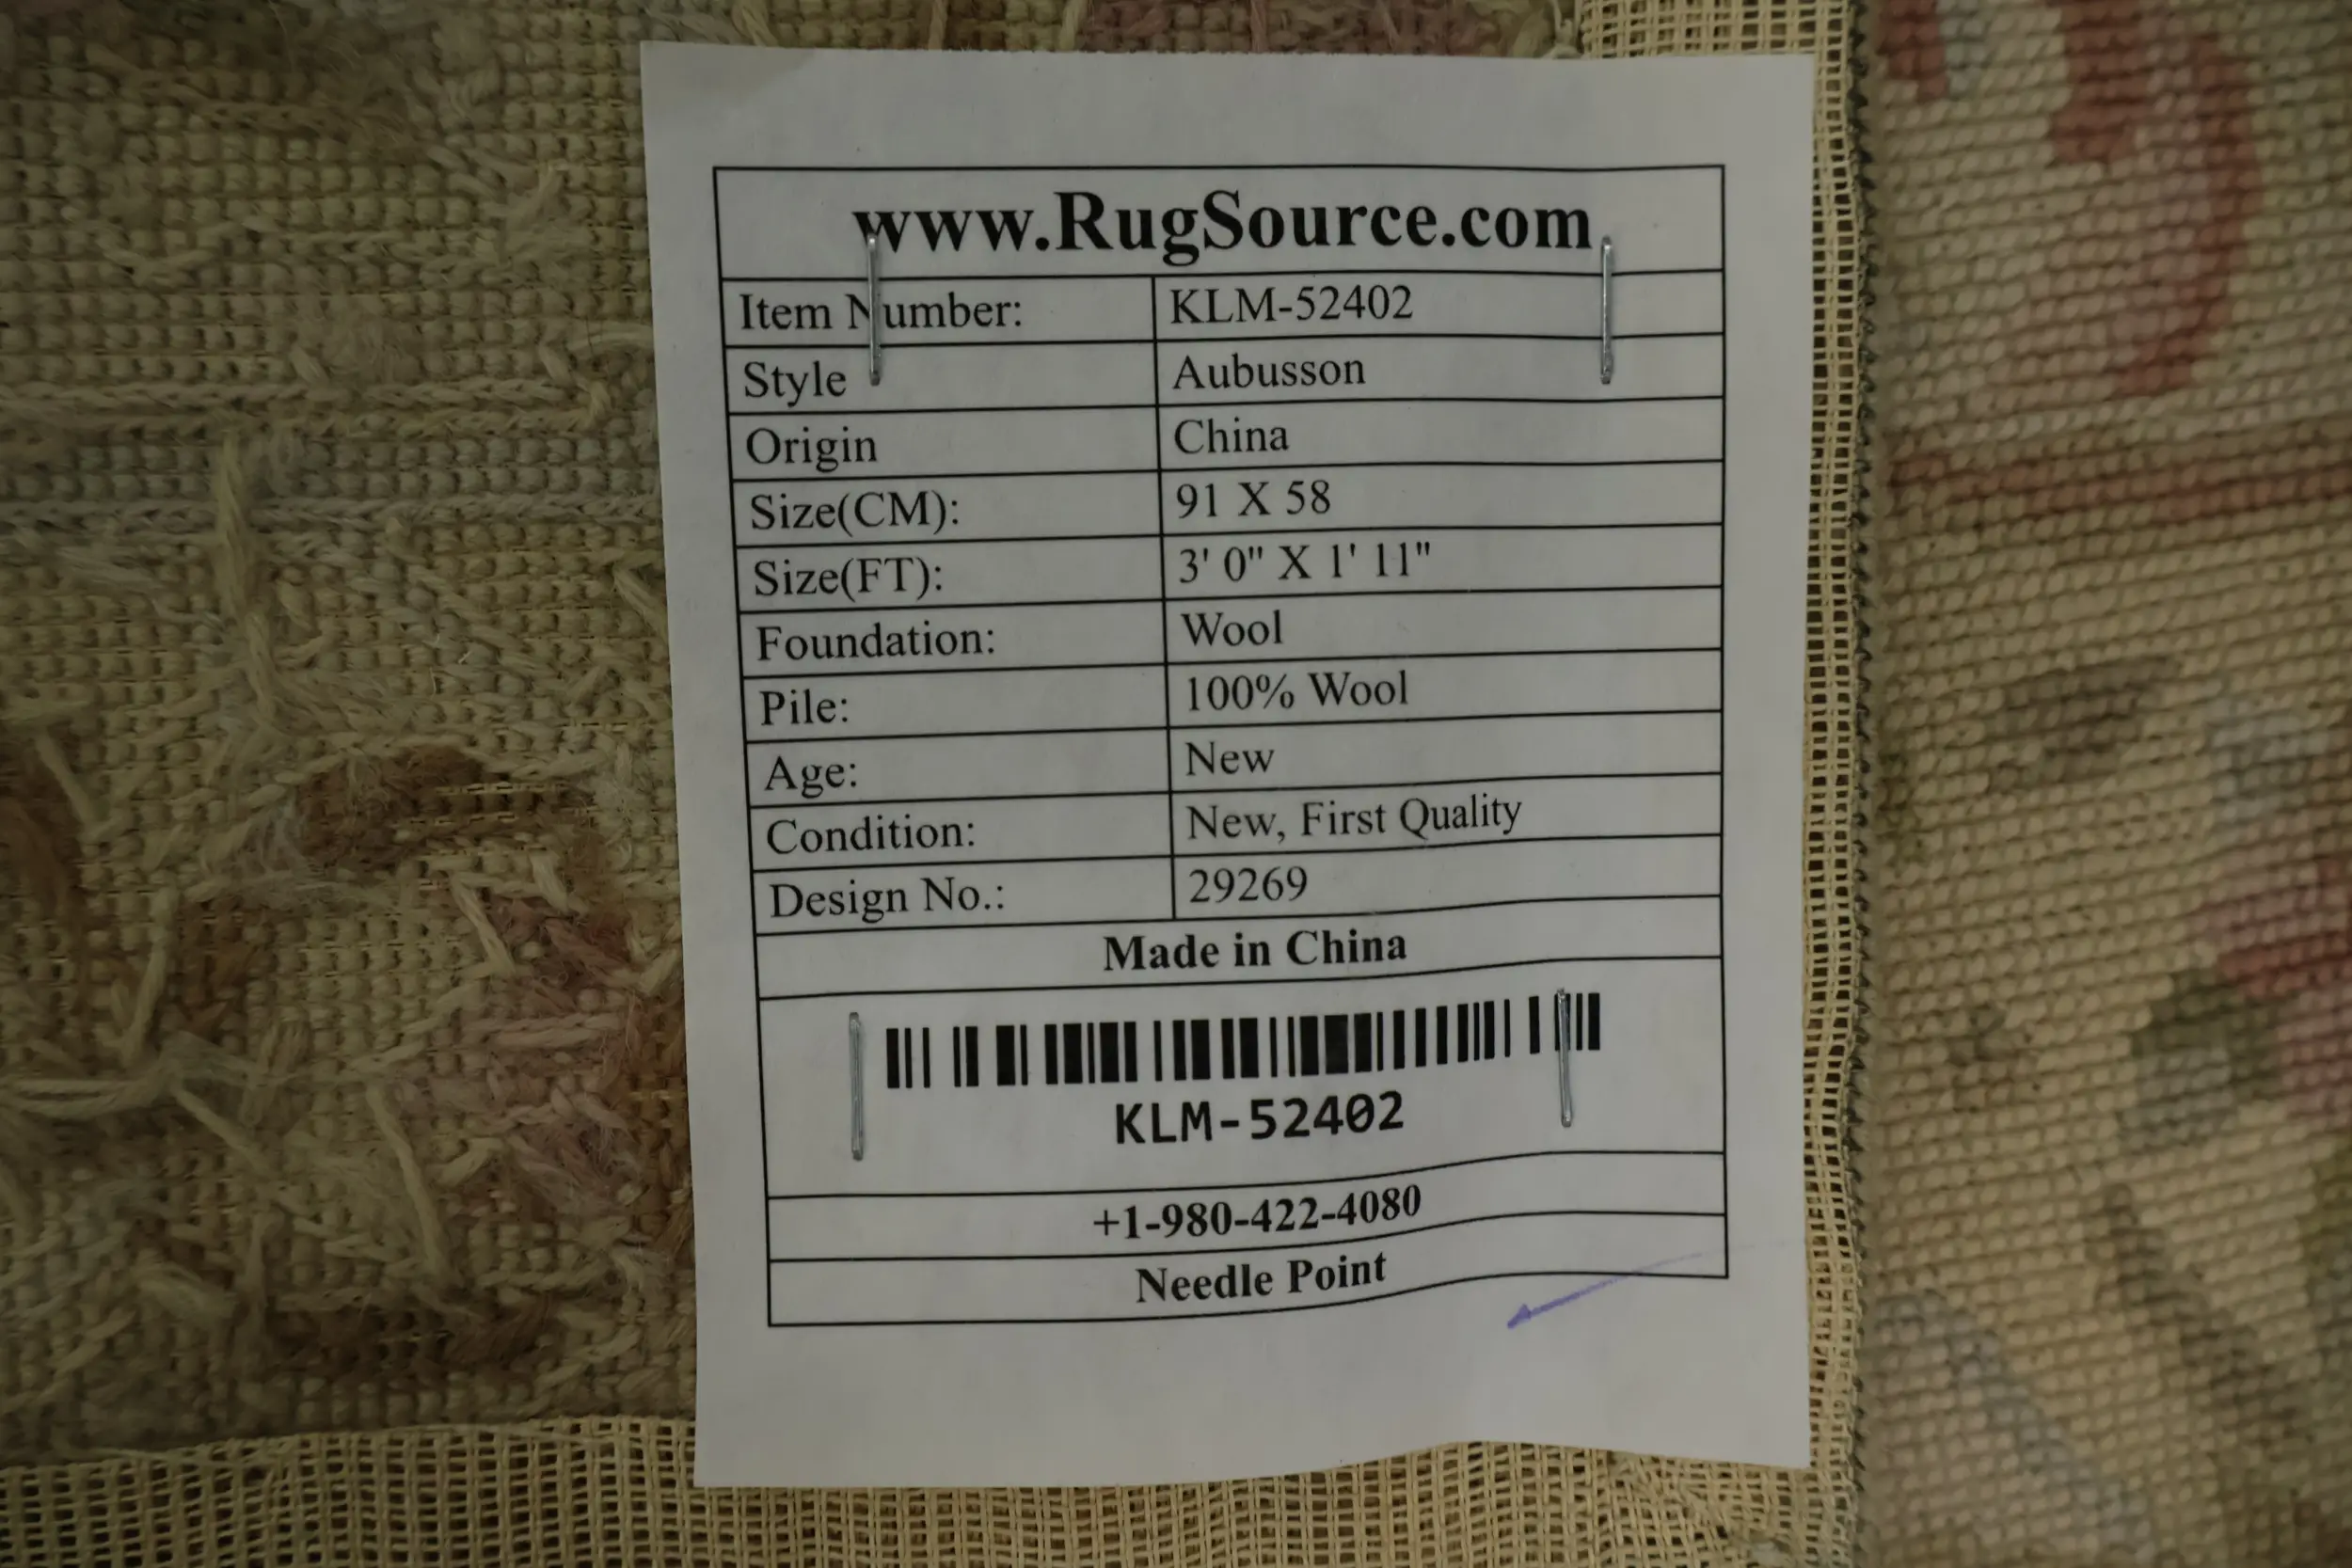 www.RugSource.com
Item Number: KLM-52402
Style Aubusson
Origin China
Size(CM): 91 X 58
Size(FT): 3' 0" X 1' 11"
Foundation: Wool
Pile: 100% Wool
Age: New
Condition: New, First Quality
Design No.: 29269
Made in China
KLM-52402
+1-980-422-4080
Needle Point